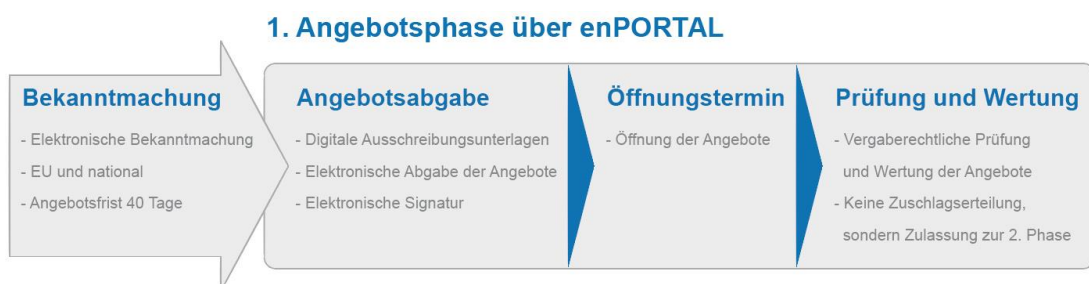 1. Angebotsphase über enPORTAL
Bekanntmachung
- Elektronische Bekanntmachung
- EU und national
- Angebotsfrist 40 Tage
Angebotsabgabe
- Digitale Ausschreibungsunterlagen
- Elektronische Abgabe der Angebote
- Elektronische Signatur
Öffnungstermin
- Öffnung der Angebote
Prüfung und Wertung
- Vergaberechtliche Prüfung
und Wertung der Angebote
- Keine Zuschlagserteilung,
sondern Zulassung zur 2. Phase